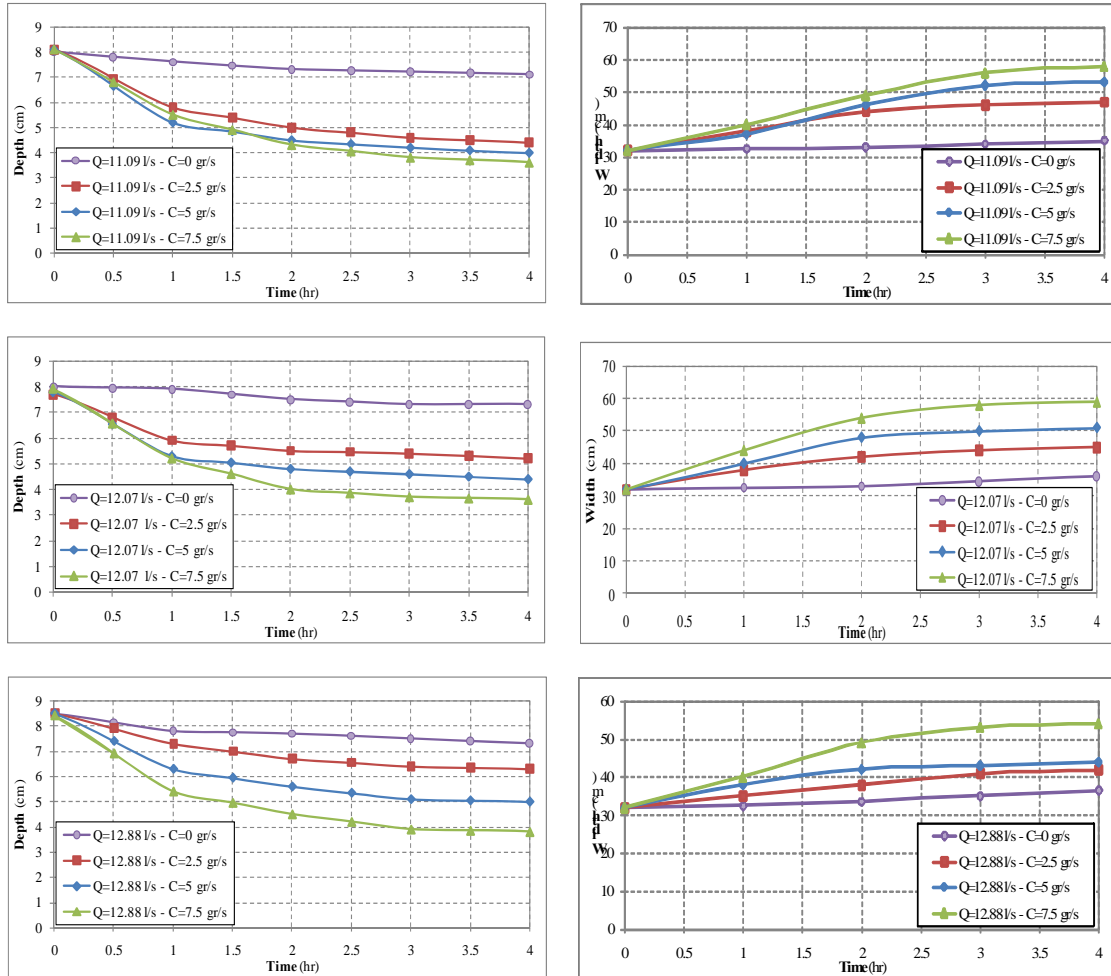 9
8
7
6
5
4
3
2
1
0
Depth (cm)
Q=11.09 l/s - C=0 gr/s
Q=11.09 l/s - C=2.5 gr/s
Q=11.09 l/s - C=5 gr/s
Q=11.09 l/s - C=7.5 gr/s
0 0.5 1 1.5 2 2.5 3 3.5 4
Time (hr)
70
60
50
40
30
20
10
0
Width (cm)
Q=11.09 l/s - C=0 gr/s
Q=11.09 l/s - C=2.5 gr/s
Q=11.09 l/s - C=5 gr/s
Q=11.09 l/s - C=7.5 gr/s
0 0.5 1 1.5 2 2.5 3 3.5 4
Time (hr)
9
8
7
6
5
4
3
2
1
0
Depth (cm)
Q=12.07 l/s - C=0 gr/s
Q=12.07 l/s - C=2.5 gr/s
Q=12.07 l/s - C=5 gr/s
Q=12.07 l/s - C=7.5 gr/s
0 0.5 1 1.5 2 2.5 3 3.5 4
Time (hr)
70
60
50
40
30
20
10
0
Width (cm)
Q=12.07 l/s - C=0 gr/s
Q=12.07 l/s - C=2.5 gr/s
Q=12.07 l/s - C=5 gr/s
Q=12.07 l/s - C=7.5 gr/s
0 0.5 1 1.5 2 2.5 3 3.5 4
Time (hr)
9
8
7
6
5
4
3
2
1
0
Depth (cm)
Q=12.88 l/s - C=0 gr/s
Q=12.88 l/s - C=2.5 gr/s
Q=12.88 l/s - C=5 gr/s
Q=12.88 l/s - C=7.5 gr/s
0 0.5 1 1.5 2 2.5 3 3.5 4
Time (hr)
60
50
40
30
20
10
0
Width (cm)
Q=12.88 l/s - C=0 gr/s
Q=12.88 l/s - C=2.5 gr/s
Q=12.88 l/s - C=5 gr/s
Q=12.88 l/s - C=7.5 gr/s
0 0.5 1 1.5 2 2.5 3 3.5 4
Time (hr)